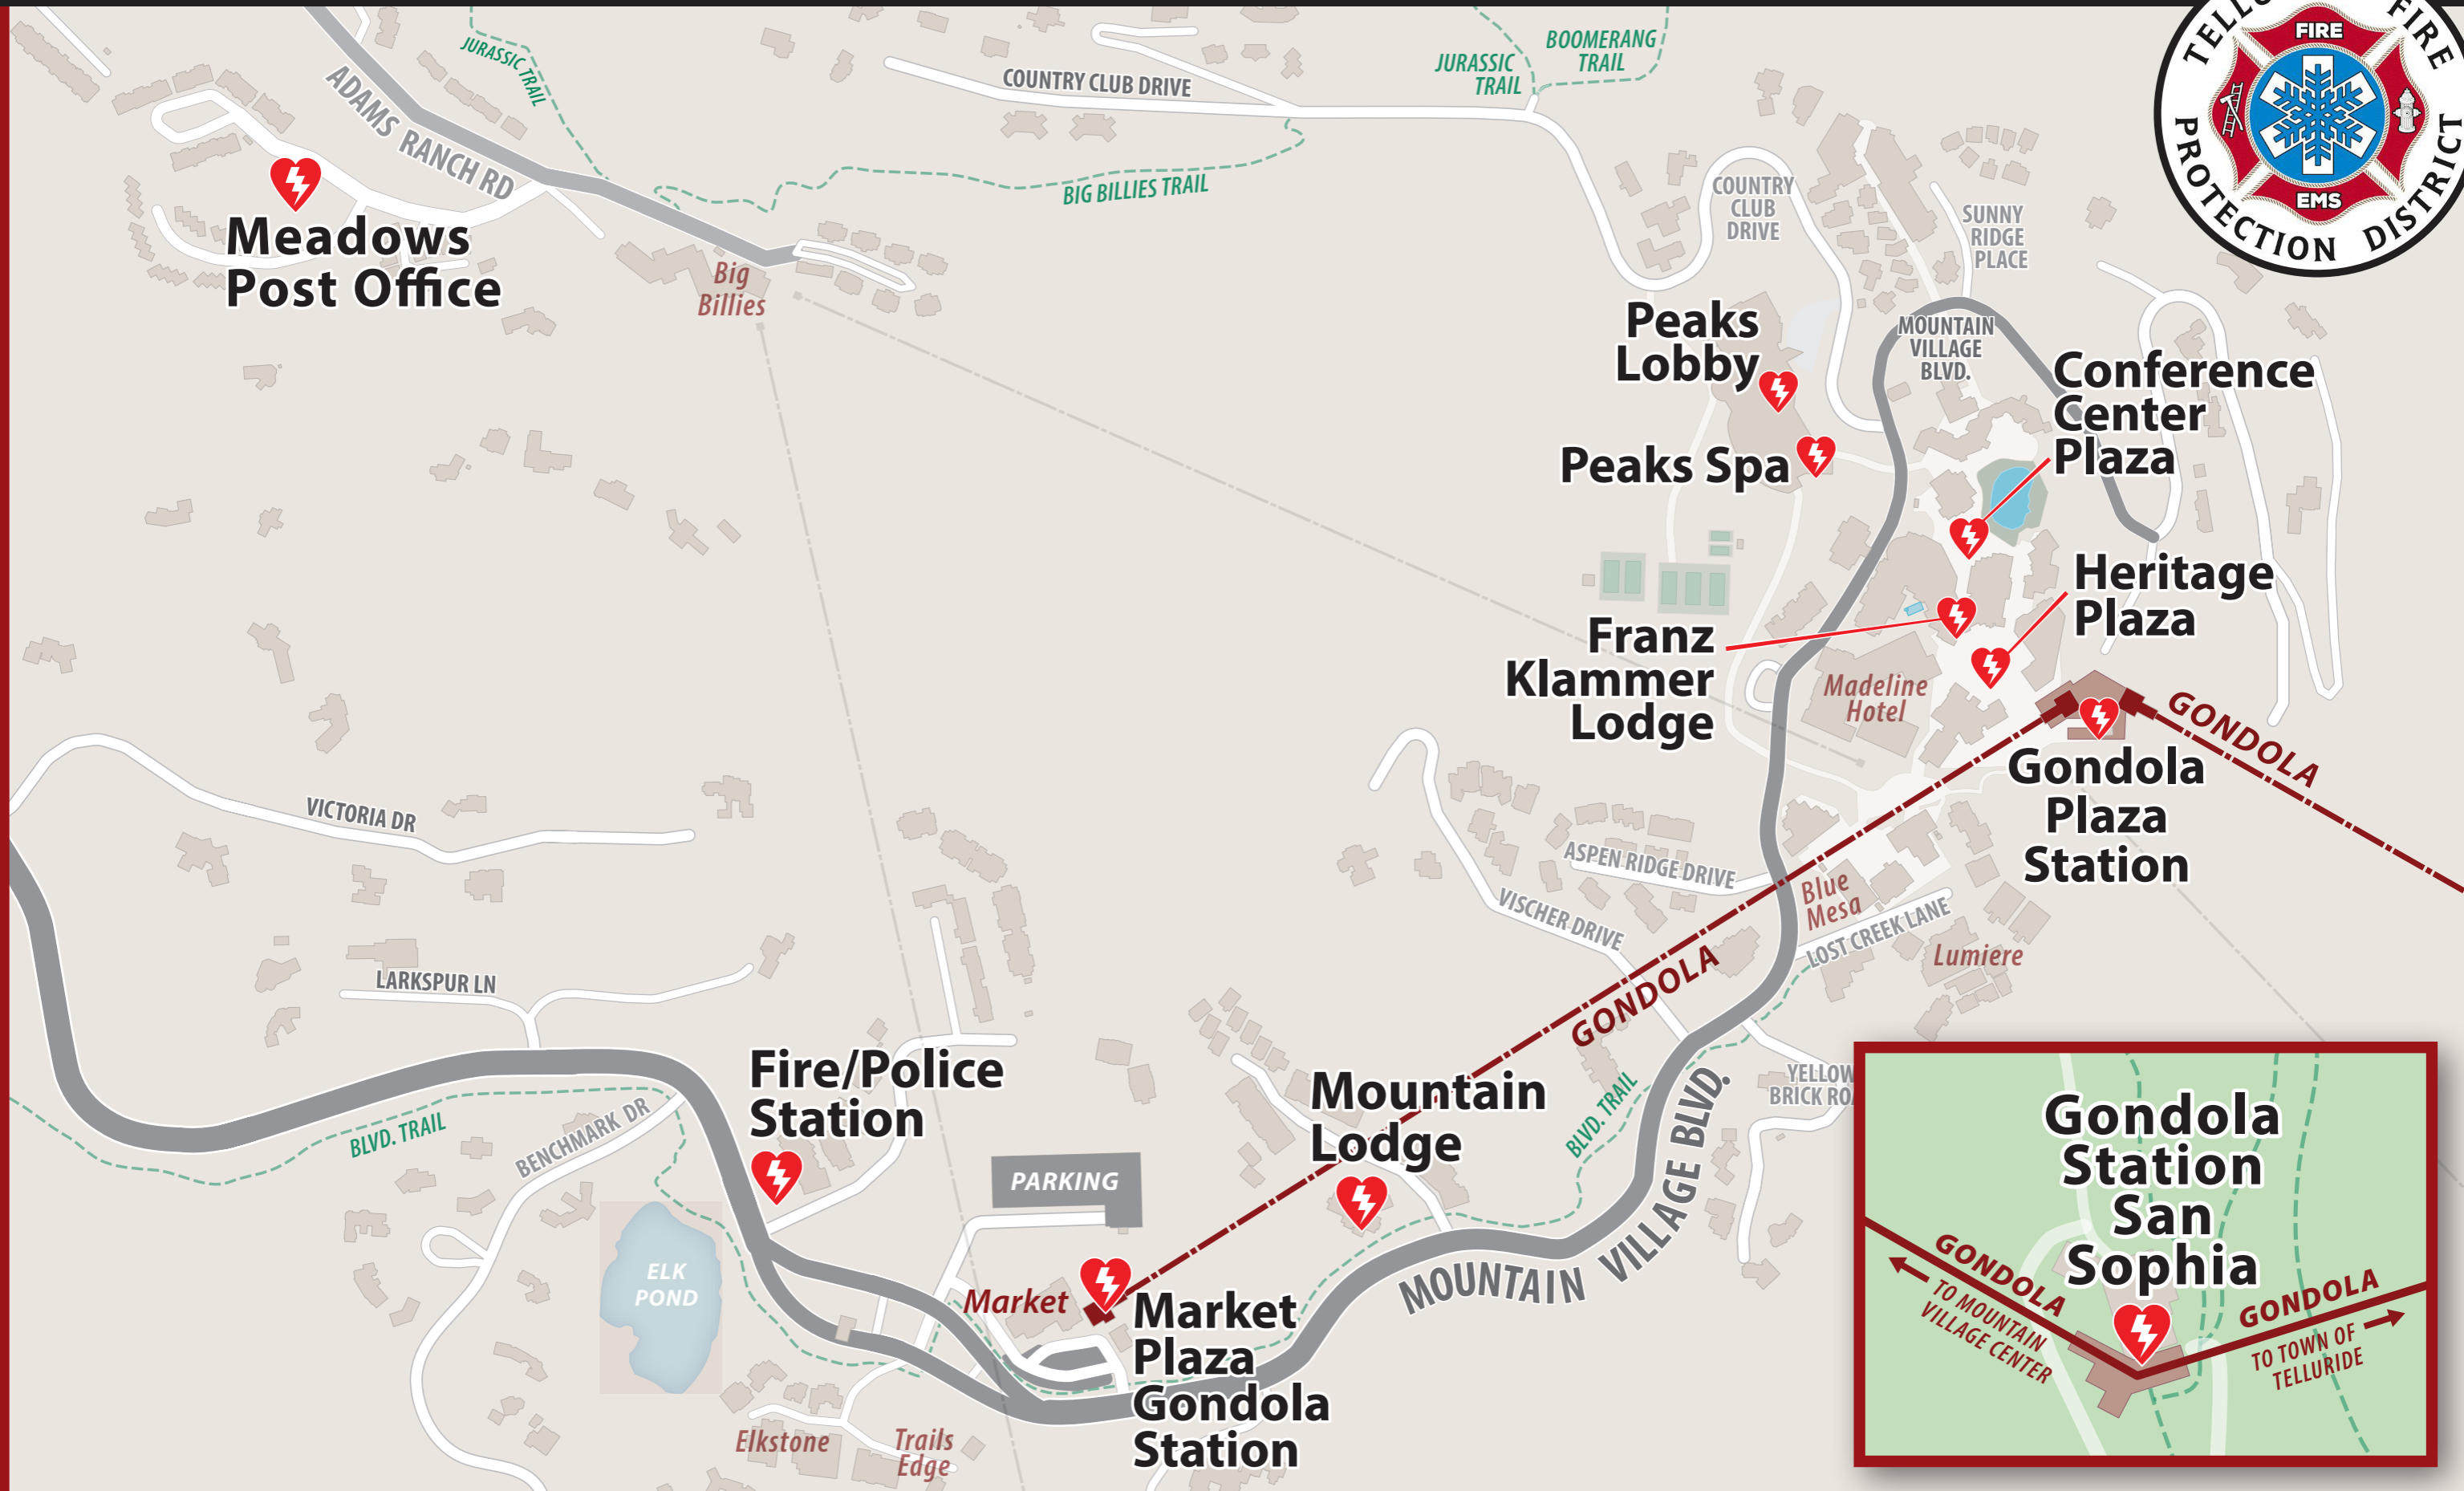 JURASSIC TRAIL
ADAMS RANCH RD
COUNTRY CLUB DRIVE
JURASSIC
TRAIL
BOOMERANG
TRAIL
FIRE
FIRE
EMS
PROTECTION DISTRICT
Meadows
Post Office
BIG BILLIES TRAIL
Big
Billies
COUNTRY
CLUB
DRIVE
SUNNY
RIDGE
PLACE
MOUNTAIN
VILLAGE
BLVD.
Peaks
Lobby
Conference
Center
Plaza
Peaks Spa
Heritage
Plaza
Franz
Klammer
Lodge
Madeline
Hotel
GONDOLA
Gondola
Plaza
Station
VICTORIA DR
ASPEN RIDGE DRIVE
VISCHER DRIVE
Blue
Mesa
LOST CREEK LANE
Lumiere
GONDOLA
LARKSPUR LN
Fire/Police
Station
Mountain
Lodge
YELLOW
BRICK
BLVD. TRAIL
BENCHMARK DR
BLVD. TRAIL
PARKING
MOUNTAIN VILLAGE BLVD.
ELK
POND
Market
Market
Plaza
Gondola
Station
Elkstone
Trails
Edge
Gondola
Station
San
Sophia
GONDOLA
TO MOUNTAIN
VILLAGE CENTER
GONDOLA
TO TOWN OF
TELLURIDE